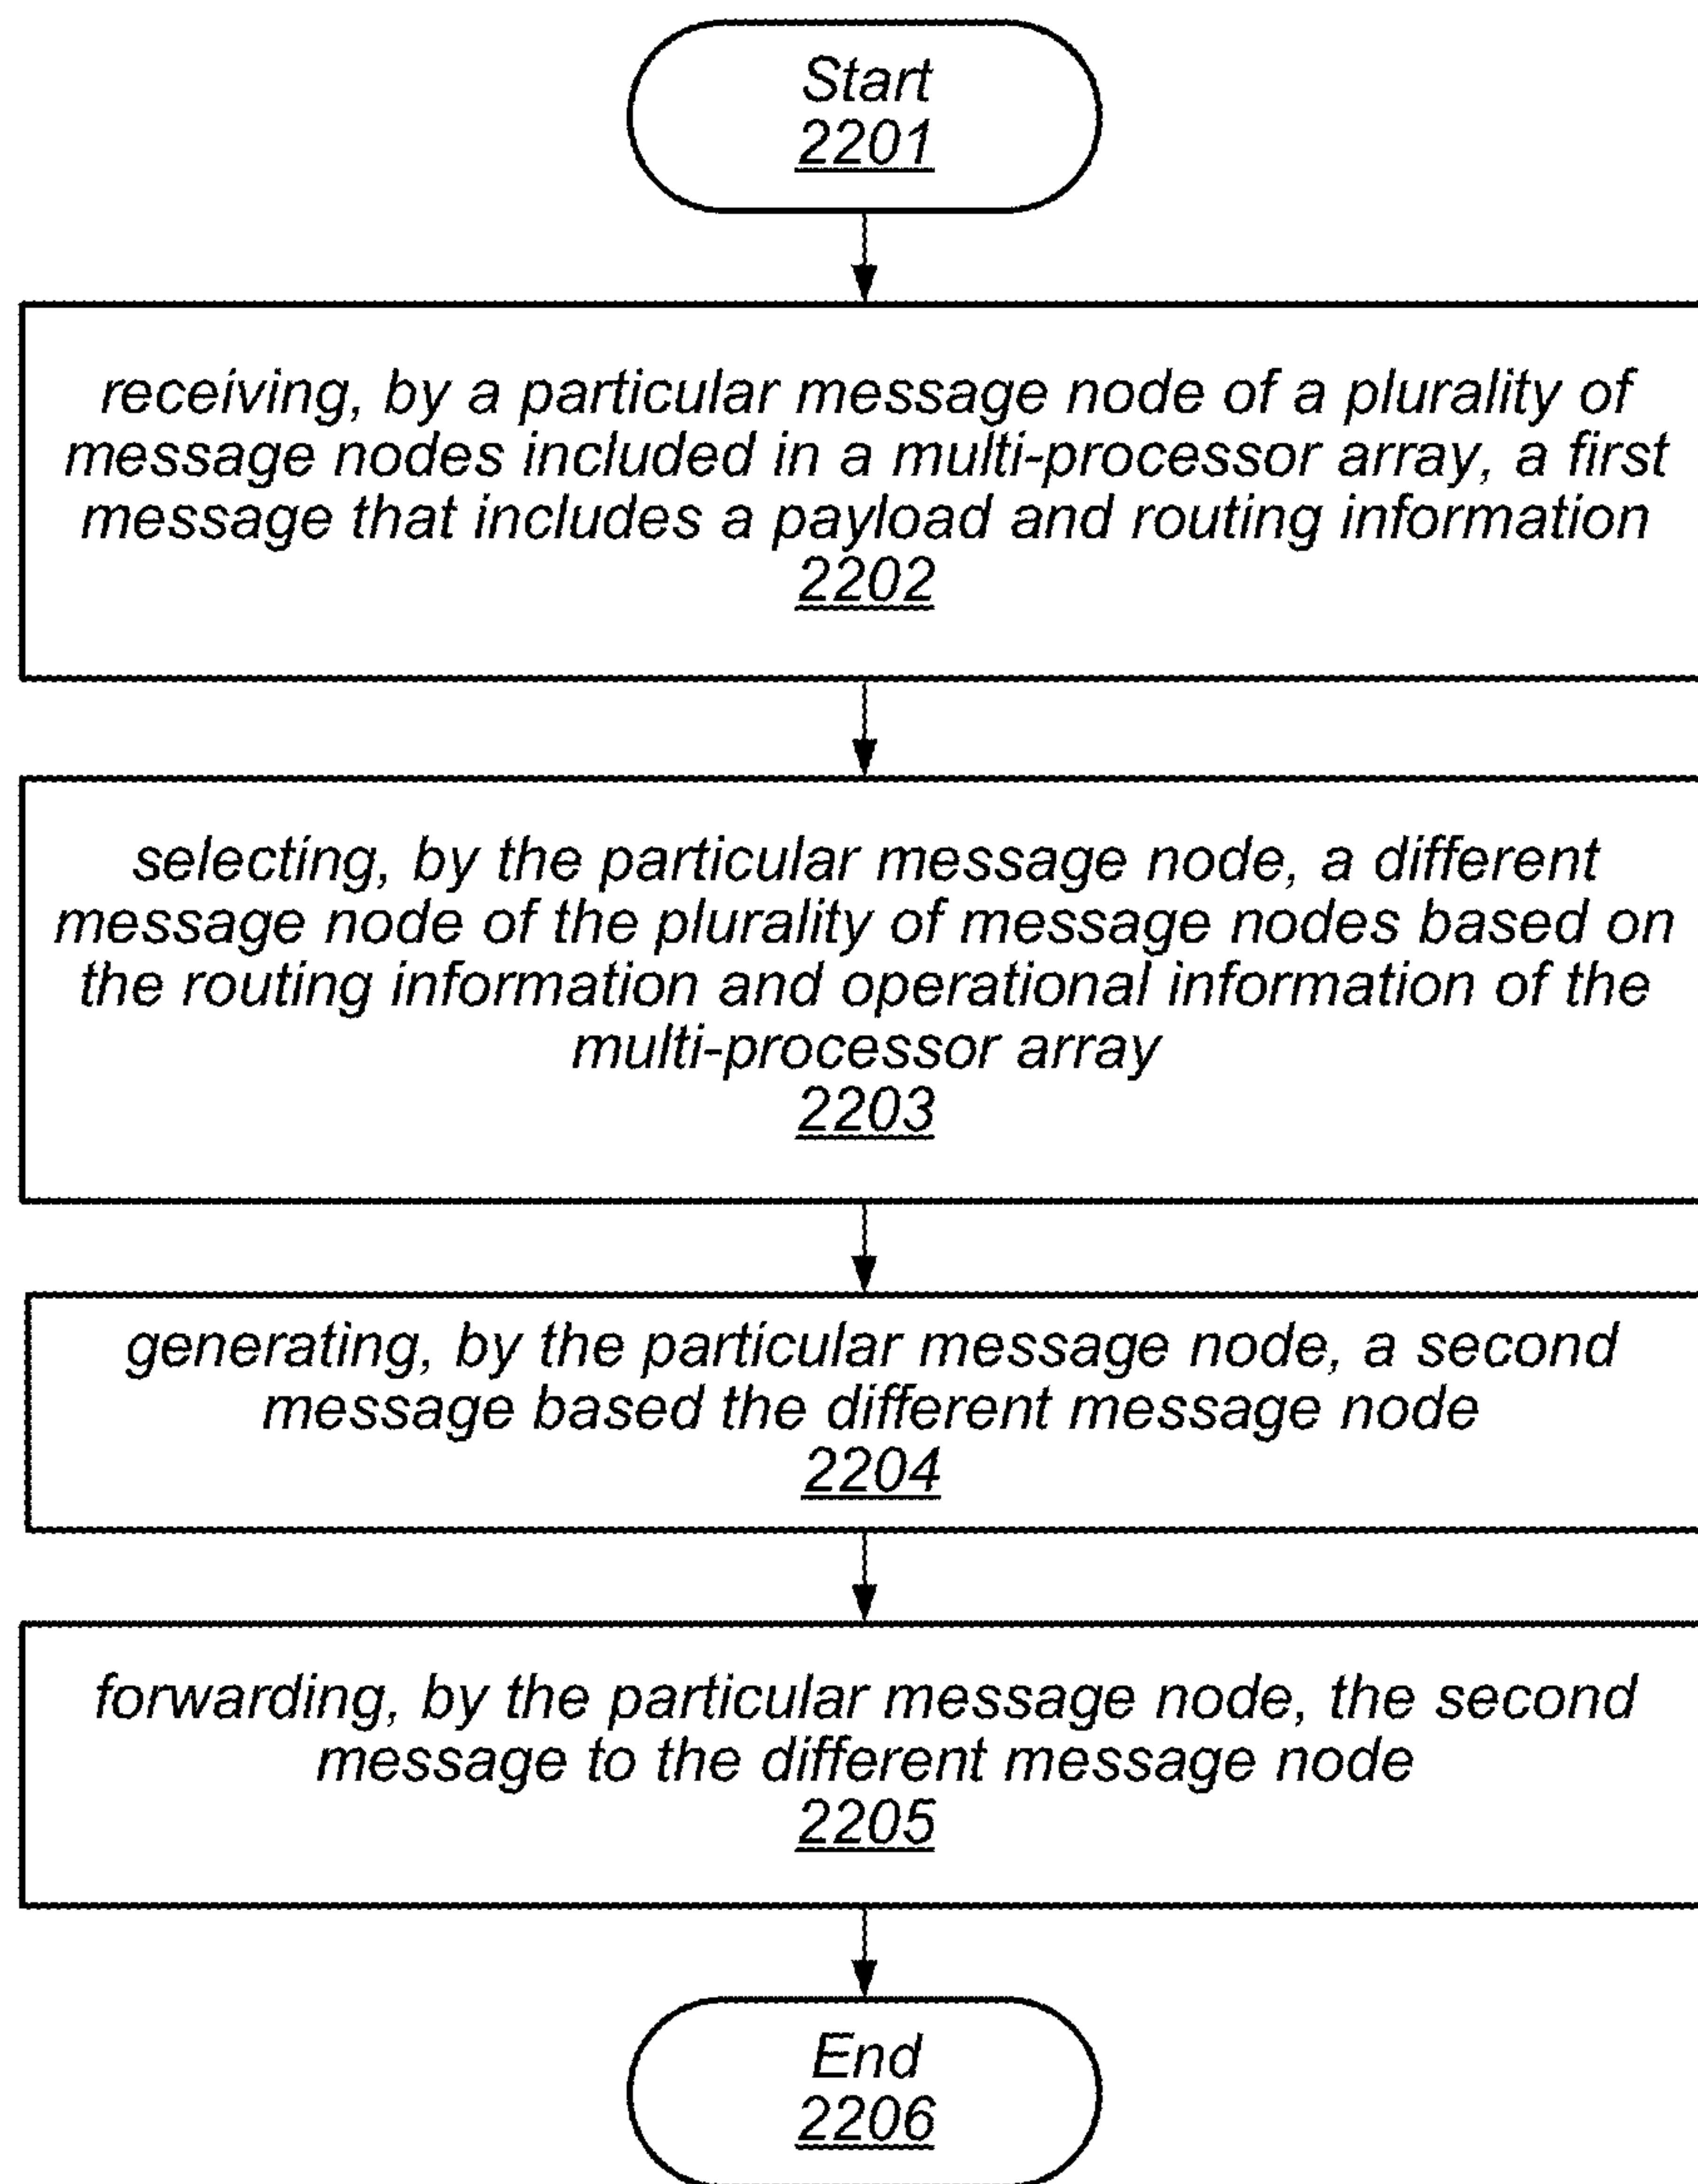 Start
2201
receiving, by a particular message node of a plurality of
message nodes included in a multi-processor array, a first
message that includes a payload and routing information
2202
selecting, by the particular message node, a different
message node of the plurality of message nodes based on
the routing information and operational information of the
multi-processor array
2203
generating, by the particular message node, a second
message based the different message node
2204
forwarding, by the particular message node, the second
message to the different message node
2205
End
2206